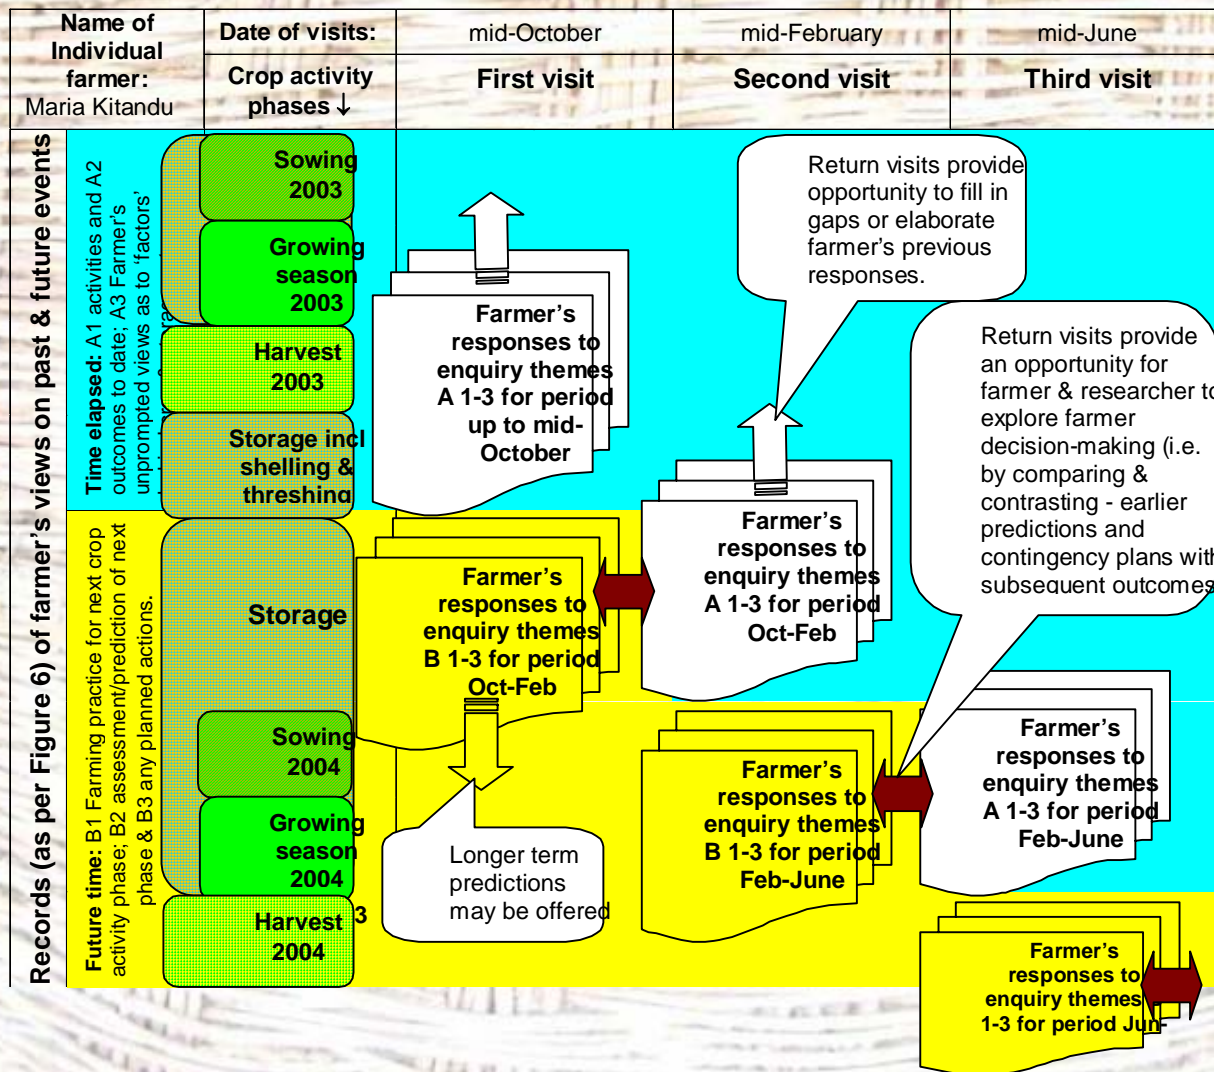 Name of
Individual
farmer:
Maria Kitandu
Date of visits:
mid-October
mid-February
mid-June
Crop activity
phases ↓
First visit
Second visit
Third visit
Records (as per Figure 6) of farmer's views on past & future events
Time elapsed: A1 activities and A2
outcomes to date; A3 Farmer's
unprompted views as to 'factors'
Future time: B1 Farming practice for next crop
activity phase; B2 assessment/prediction of next
phase & B3 any planned actions.
Sowing
2003
Growing
season
2003
Harvest
2003
Storage incl
shelling &
threshing
Storage
Sowing
2004
Growing
season
2004
Harvest
2004
3
Farmer's
responses to
enquiry themes
A 1-3 for period
up to mid-
October
Farmer's
responses to
enquiry themes
B 1-3 for period
Oct-Feb
Longer term
predictions
may be offered
Return visits provide
opportunity to fill in
gaps or elaborate
farmer's previous
responses.
Farmer's
responses to
enquiry themes
A 1-3 for period
Oct-Feb
Farmer's
responses to
enquiry themes
B 1-3 for period
Feb-June
Return visits provide
an opportunity for
farmer & researcher to
explore farmer
decision-making (i.e.
by comparing &
contrasting - earlier
predictions and
contingency plans with
subsequent outcomes
Farmer's
responses to
enquiry themes
A 1-3 for period
Feb-June
Farmer's
responses to
enquiry themes
1-3 for period Jun-